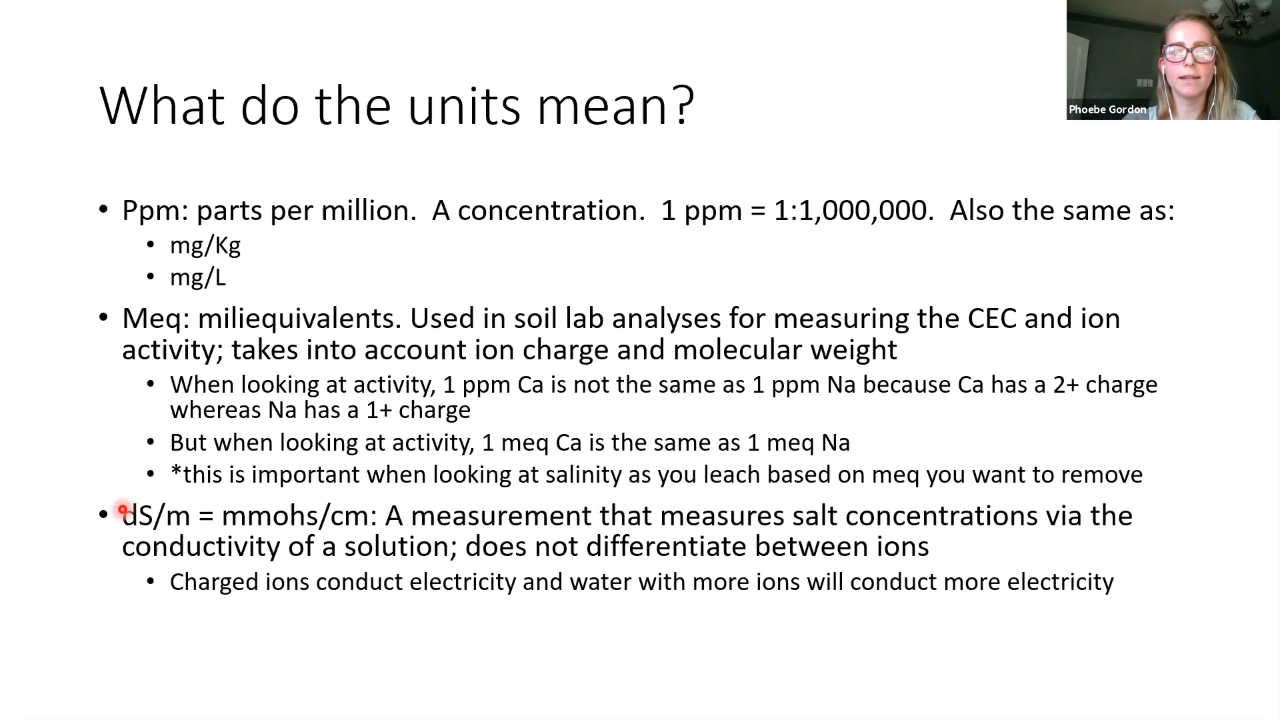 What do the units mean?
Phoebe Gordon
• Ppm: parts per million. A concentration. 1 ppm = 1:1,000,000. Also the same as:
• mg/Kg
• mg/L
• Meq: miliequivalents. Used in soil lab analyses for measuring the CEC and ion
activity; takes into account ion charge and molecular weight
• When looking at activity, 1 ppm Ca is not the same as 1 ppm Na because Ca has a 2+ charge
whereas Na has a 1+ charge
• But when looking at activity, 1 meq Ca is the same as 1 meq Na
• *this is important when looking at salinity as you leach based on meq you want to remove
• dS/m = mmohs/cm: A measurement that measures salt concentrations via the
conductivity of a solution; does not differentiate between ions
• Charged ions conduct electricity and water with more ions will conduct more electricity